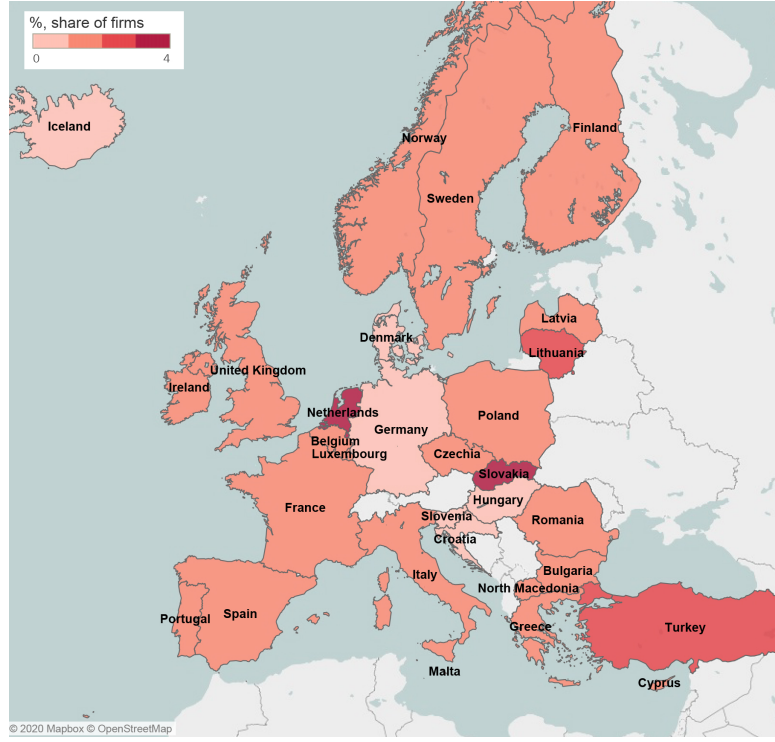 %, share of firms
0 4
Iceland
Norway
Finland
Sweden
Latvia
Denmark
Lithuania
United Kingdom
Ireland
Netherlands
Poland
Germany
Belgium
Luxembourg
Czechia
Slovakia
Hungary
France
Slovenia
Romania
Croatia
Bulgaria
Italy
North Macedonia
Spain
Portugal
Greece
Turkey
Malta
Cyprus
© 2020 Mapbox © OpenStreetMap